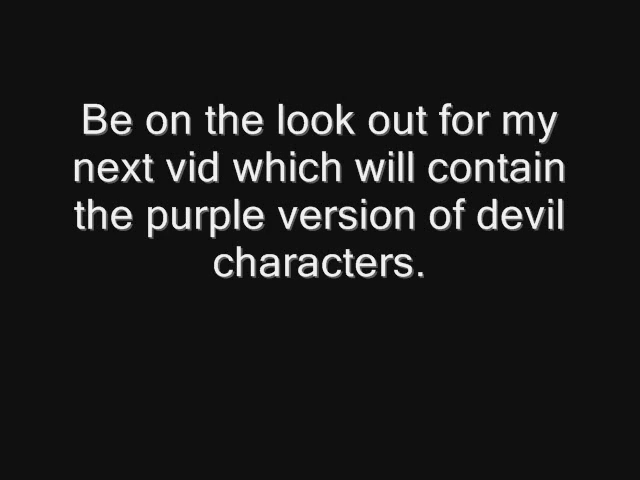 Be on the look out for my
next vid which will contain
the purple version of devil
characters.